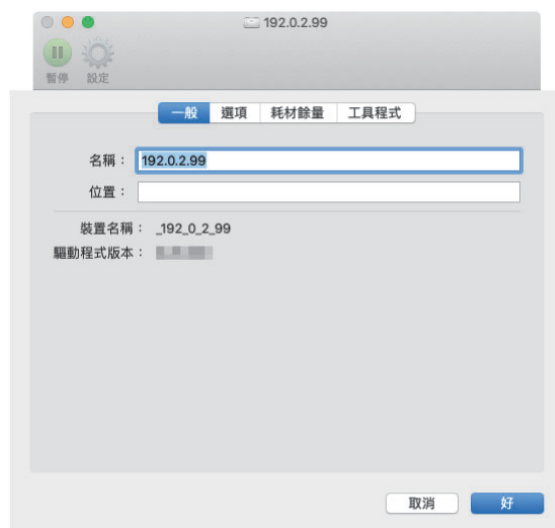 192.0.2.99
暫停 設定
一般 選項 耗材餘量 工具程式
名稱： 192.0.2.99
位置：
裝置名稱： _192_0_2_99
驅動程式版本：
取消 好